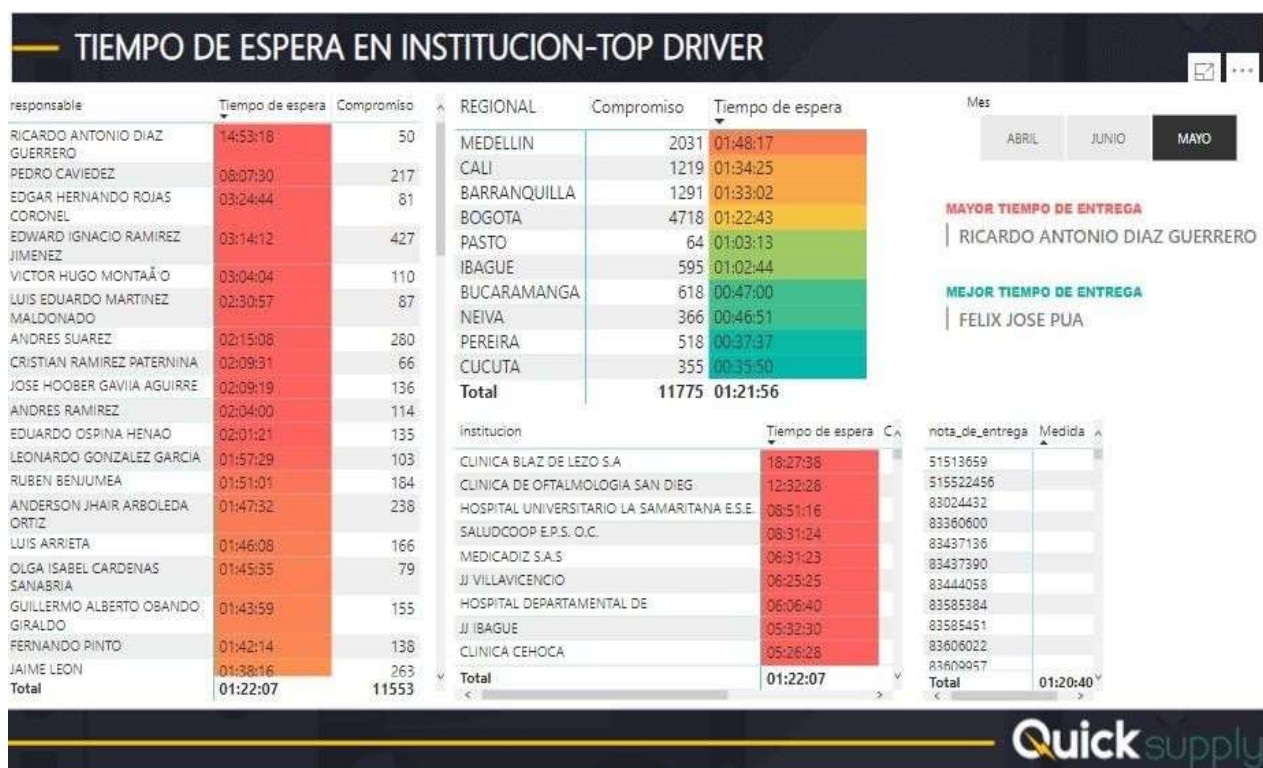 TIEMPO DE ESPERA EN INSTITUCION-TOP DRIVER
responsable Tiempo de espera Compromiso
RICARDO ANTONIO DIAZ GUERRERO 14:53:18 50
PEDRO CAVIEDEZ 08:07:30 217
EDGAR HERNANDO ROJAS CORONEL 03:24:44 81
EDWARD IGNACIO RAMIREZ JIMENEZ 03:14:12 427
VICTOR HUGO MONTAÃ O 03:04:04 110
LUIS EDUARDO MARTINEZ MALDONADO 02:30:57 87
ANDRES SUAREZ 02:15:08 280
CRISTIAN RAMIREZ PATERNINA 02:09:31 66
JOSE HOOBER GAVIIA AGUIRRE 02:09:19 136
ANDRES RAMIREZ 02:04:00 114
EDUARDO OSPINA HENAO 02:01:21 135
LEONARDO GONZALEZ GARCIA 01:57:29 103
RUBEN BENJUMEA 01:51:01 184
ANDERSON JHAIR ARBOLEDA ORTIZ 01:47:32 238
LUIS ARRIETA 01:46:08 166
OLGA ISABEL CARDENAS SANABRIA 01:45:35 79
GUILLERMO ALBERTO OBANDO GIRALDO 01:43:59 155
FERNANDO PINTO 01:42:14 138
JAIME LEON 01:38:16 263
Total 01:22:07 11553
REGIONAL Compromiso Tiempo de espera
MEDELLIN 2031 01:48:17
CALI 1219 01:34:25
BARRANQUILLA 1291 01:33:02
BOGOTA 4718 01:22:43
PASTO 64 01:03:13
IBAGUE 595 01:02:44
BUCARAMANGA 618 00:47:00
NEIVA 366 00:46:51
PEREIRA 518 00:37:37
CUCUTA 355 00:35:50
Total 11775 01:21:56
Mes
ABRIL JUNIO MAYO
MAYOR TIEMPO DE ENTREGA
RICARDO ANTONIO DIAZ GUERRERO
MEJOR TIEMPO DE ENTREGA
FELIX JOSE PUA
institucion Tiempo de espera C
CLINICA BLAZ DE LEZO S.A 18:27:38
CLINICA DE OFTALMOLOGIA SAN DIEG 12:32:28
HOSPITAL UNIVERSITARIO LA SAMARITANA E.S.E. 08:51:16
SALUDCOOP E.P.S. O.C. 08:31:24
MEDICADIZ S.A.S 06:31:23
JJ VILLAVICENCIO 06:25:25
HOSPITAL DEPARTAMENTAL DE 06:06:40
JJ IBAGUE 05:32:30
CLINICA CEHOCA 05:26:28
Total 01:22:07
nota_de_entrega Medida
51513659
515522456
83024432
83360600
83437136
83437390
83444058
83585384
83585451
83606022
83609957
Total 01:20:40
Quick supply